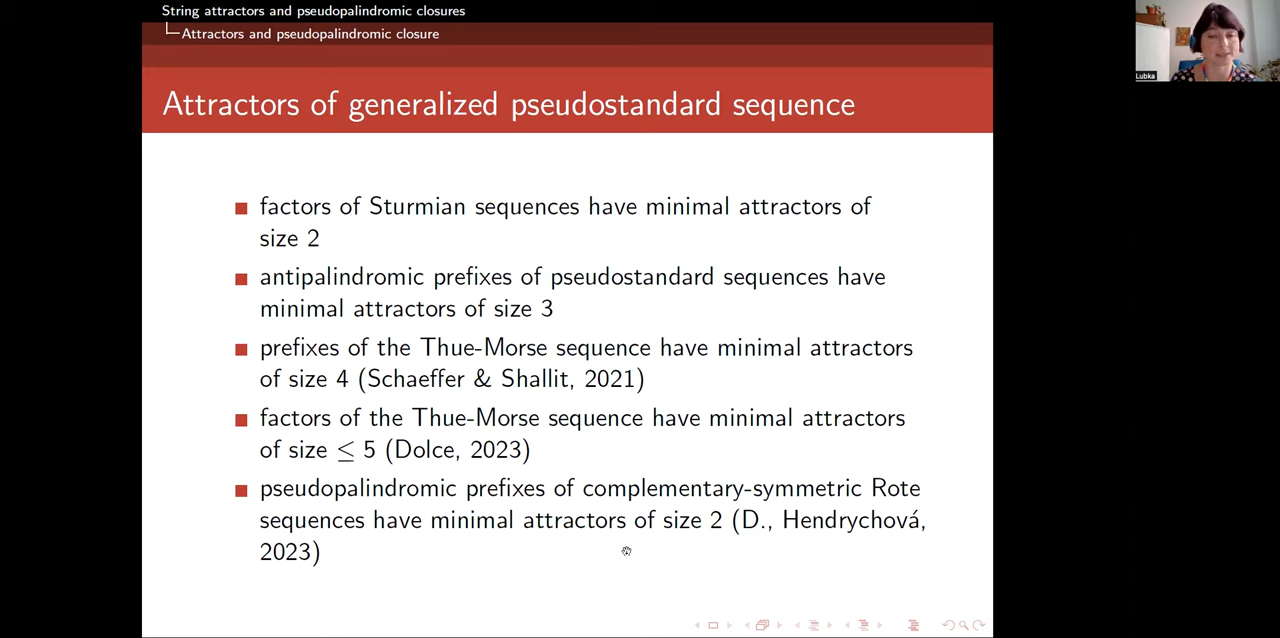 String attractors and pseudopalindromic closures
Attractors and pseudopalindromic closure
Attractors of generalized pseudostandard sequence
factors of Sturmian sequences have minimal attractors of
size 2
antipalindromic prefixes of pseudostandard sequences have
minimal attractors of size 3
prefixes of the Thue-Morse sequence have minimal attractors
of size 4 (Schaeffer & Shallit, 2021)
factors of the Thue-Morse sequence have minimal attractors
of size ≤ 5 (Dolce, 2023)
pseudopalindromic prefixes of complementary-symmetric Rote
sequences have minimal attractors of size 2 (D., Hendrychová,
2023)
Lubka